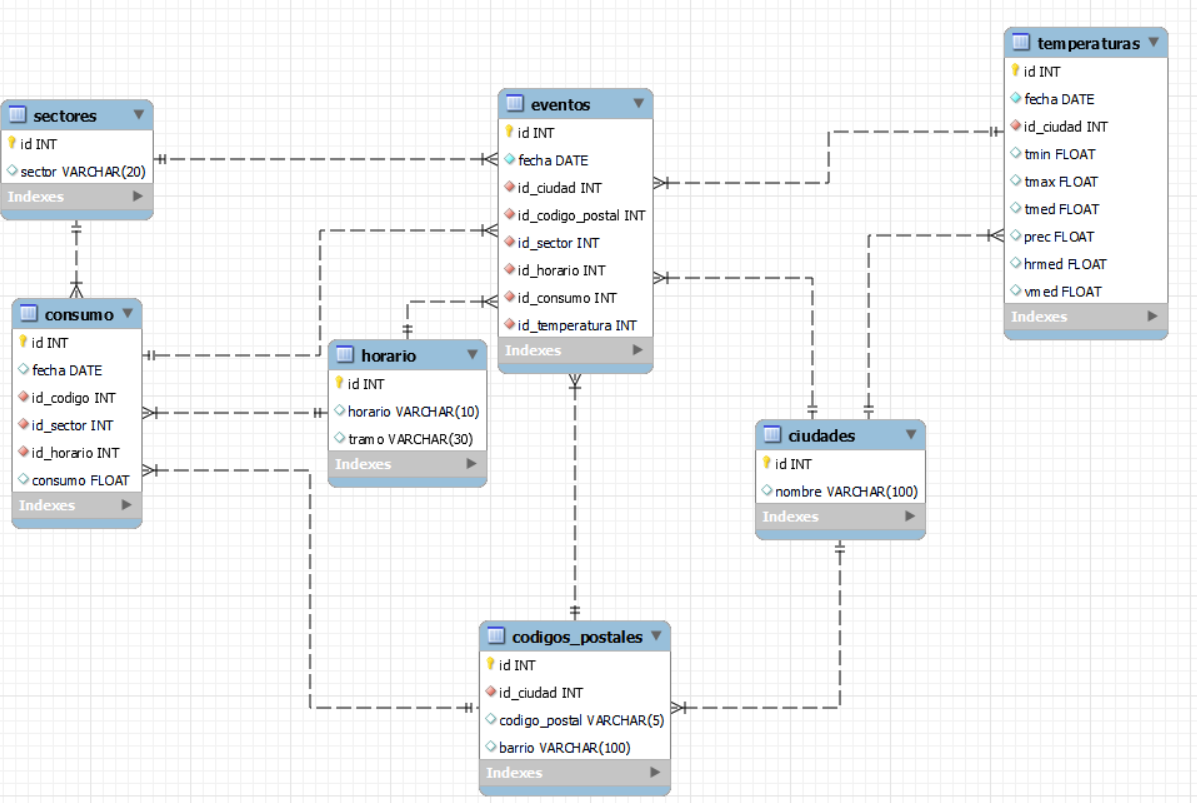 sectores
id INT
sector VARCHAR(20)
Indexes
consumo
id INT
fecha DATE
id_codigo INT
id_sector INT
id_horario INT
consumo FLOAT
Indexes
horario
id INT
horario VARCHAR(10)
tramo VARCHAR(30)
Indexes
eventos
id INT
fecha DATE
id_ciudad INT
id_codigo_postal INT
id_sector INT
id_horario INT
id_consumo INT
id_temperatura INT
Indexes
temperaturas
id INT
fecha DATE
id_ciudad INT
tmin FLOAT
tmax FLOAT
tmed FLOAT
prec FLOAT
hrmed FLOAT
vmed FLOAT
Indexes
ciudades
id INT
nombre VARCHAR(100)
Indexes
codigos_postales
id INT
id_ciudad INT
codigo_postal VARCHAR(5)
barrio VARCHAR(100)
Indexes